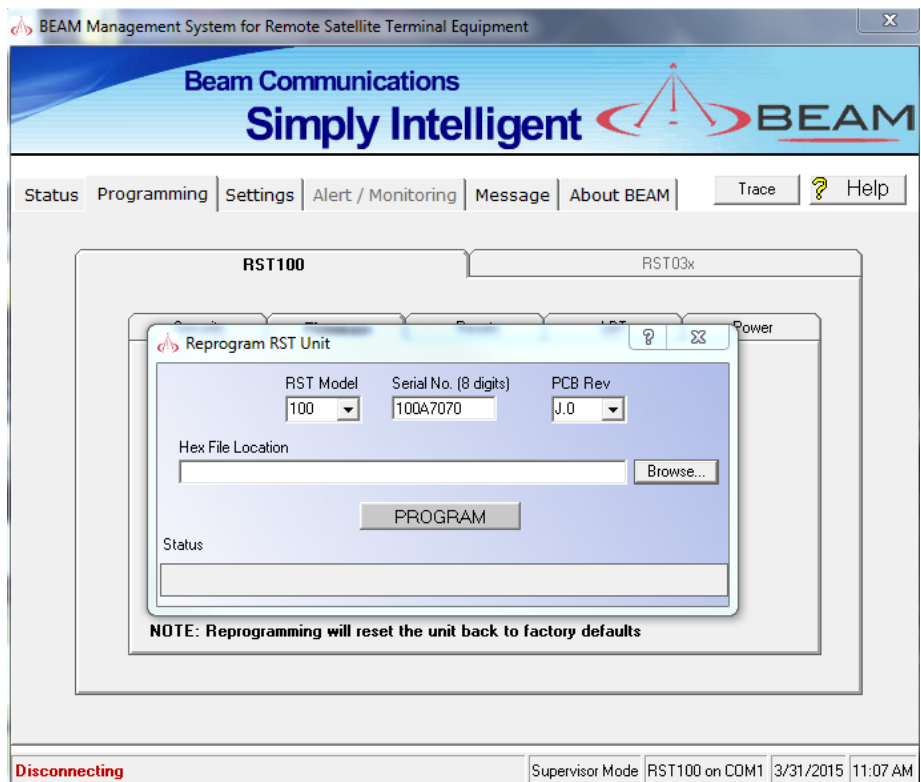 BEAM Management System for Remote Satellite Terminal Equipment
Beam Communications
Simply Intelligent
BEAM
Status Programming Settings Alert / Monitoring Message About BEAM Trace ? Help
RST100 RST03x
Power
Reprogram RST Unit ?
RST Model Serial No. (8 digits) PCB Rev
100 100A7070 J.0
Hex File Location
Browse...
PROGRAM
Status
NOTE: Reprogramming will reset the unit back to factory defaults
Disconnecting Supervisor Mode RST100 on COM1 3/31/2015 11:07 AM